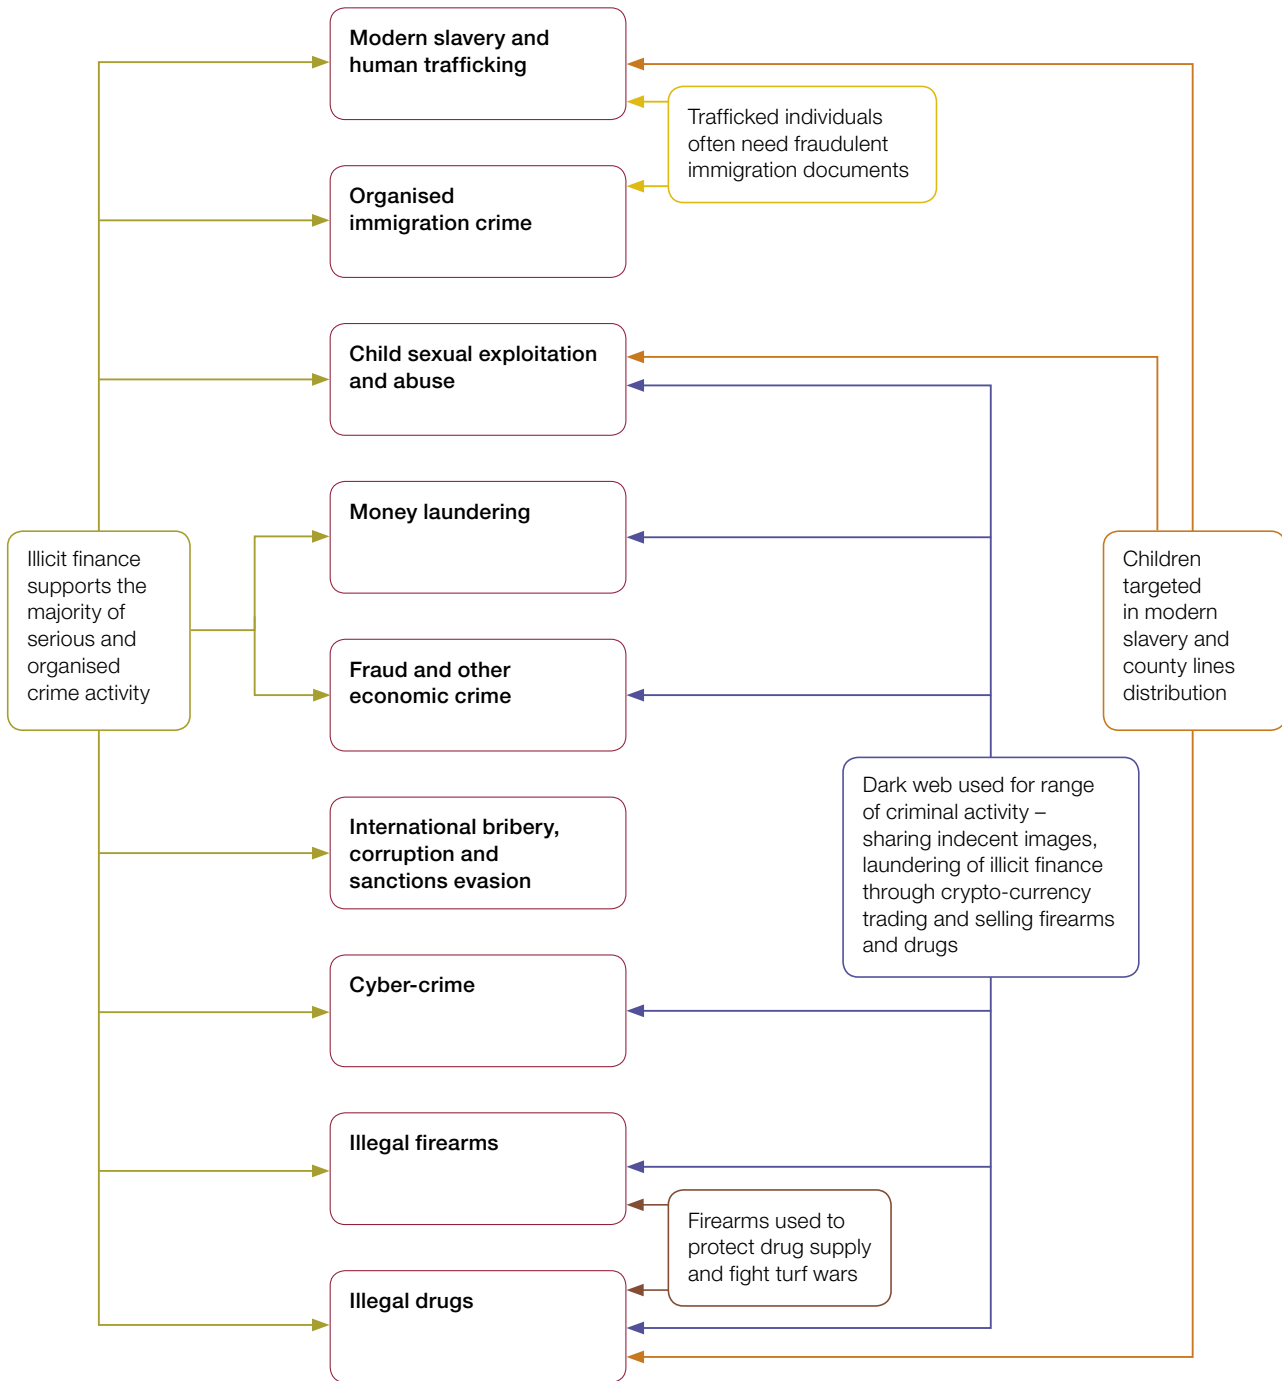 Modern slavery and
human trafficking
Trafficked individuals
often need fraudulent
immigration documents
Organised
immigration crime
Child sexual exploitation
and abuse
Money laundering
Illicit finance
supports the
majority of
serious and
organised
crime activity
Children
targeted
in modern
slavery and
county lines
distribution
Fraud and other
economic crime
Dark web used for range
of criminal activity –
sharing indecent images,
laundering of illicit finance
through crypto-currency
trading and selling firearms
and drugs
International bribery,
corruption and
sanctions evasion
Cyber-crime
Illegal firearms
Firearms used to
protect drug supply
and fight turf wars
Illegal drugs